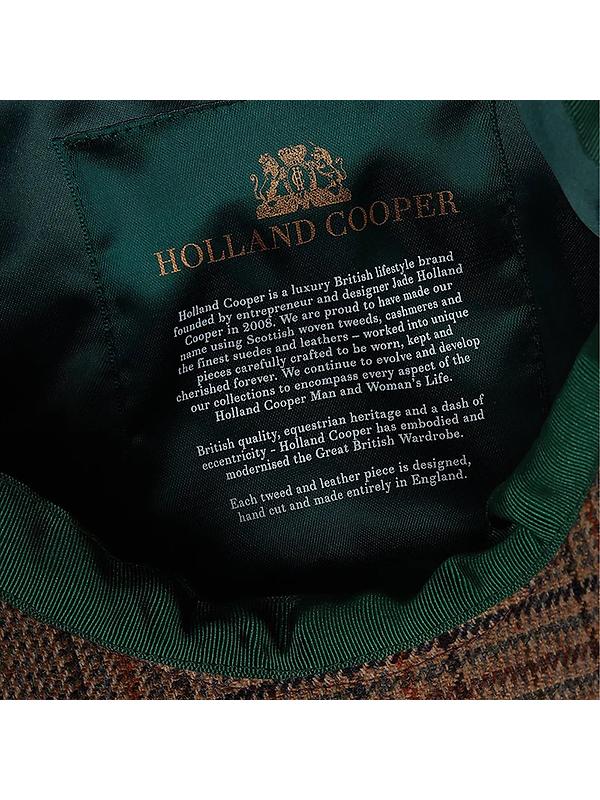 HOLLAND COOPER
Holland Cooper is a luxury British lifestyle brand
founded by entrepreneur and designer Jade Holland
Cooper in 2008. We are proud to have made our
name using Scottish woven tweeds, cashmeres and
the finest suedes and leathers – worked into unique
pieces carefully crafted to be worn, kept and
cherished forever. We continue to evolve and develop
our collections to encompass every aspect of the
Holland Cooper Man and Woman's Life.
British quality, equestrian heritage and a dash of
eccentricity - Holland Cooper has embodied and
modernised the Great British Wardrobe.
Each tweed and leather piece is designed,
hand cut and made entirely in England.